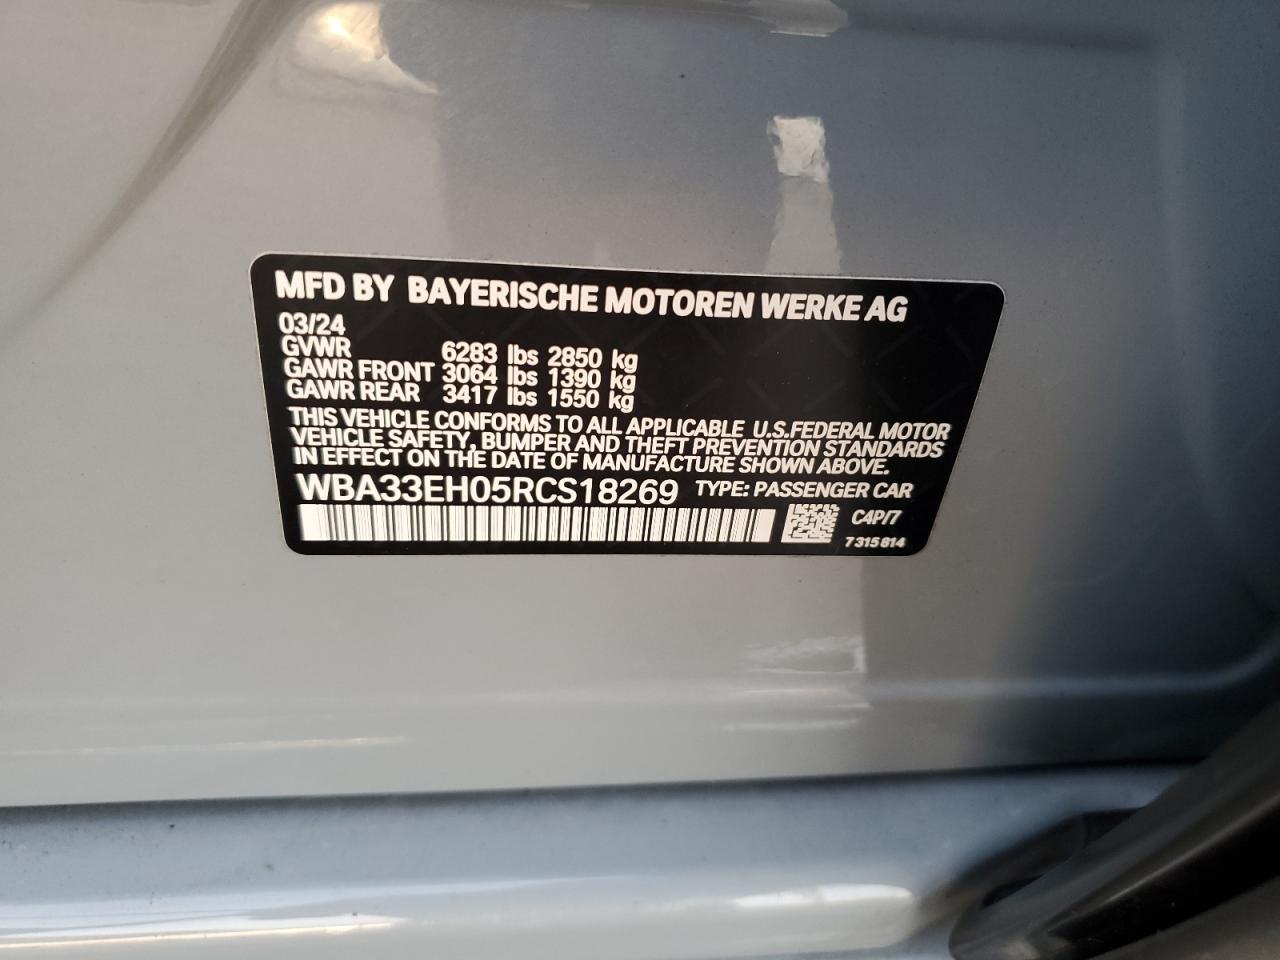 MFD BY BAYERISCHE MOTOREN WERKE AG
03/24
GVWR 6283 lbs 2850 kg
GAWR FRONT 3064 lbs 1390 kg
GAWR REAR 3417 lbs 1550 kg
THIS VEHICLE CONFORMS TO ALL APPLICABLE U.S.FEDERAL MOTOR
VEHICLE SAFETY, BUMPER AND THEFT PREVENTION STANDARDS
IN EFFECT ON THE DATE OF MANUFACTURE SHOWN ABOVE.
WBA33EH05RCS18269 TYPE: PASSENGER CAR
C4P/7
7 315 814